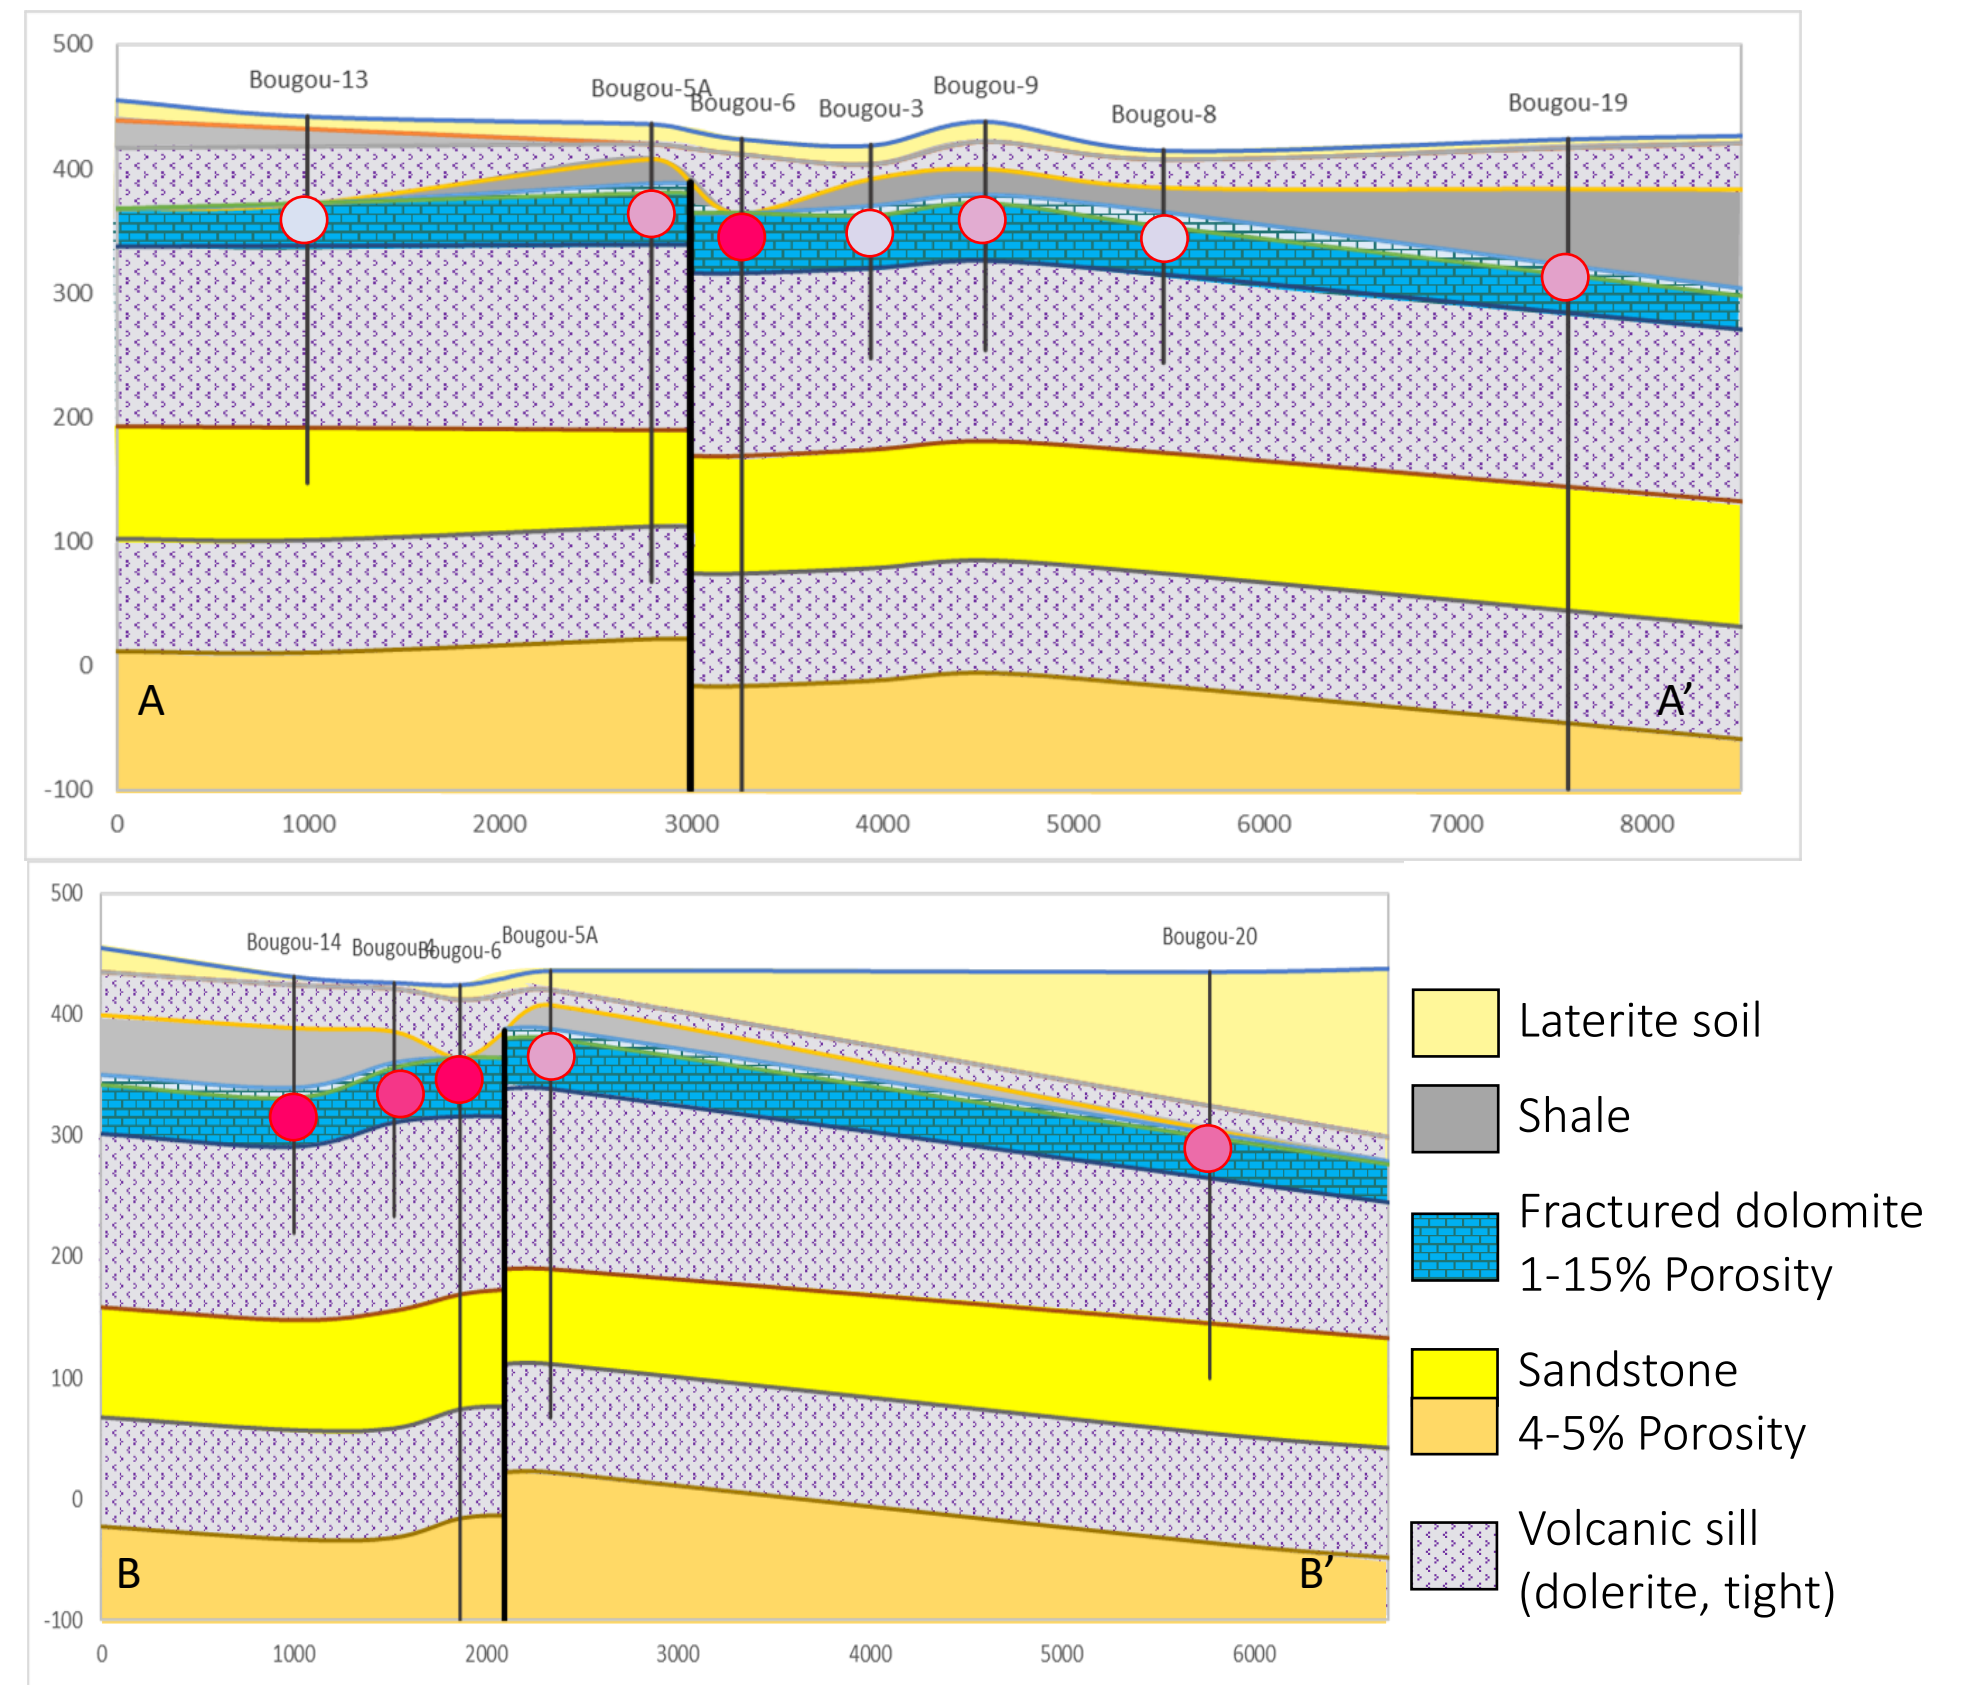 500
400
300
200
100
0
-100
Bougou-13
Bougou-5A
Bougou-6
Bougou-3
Bougou-9
Bougou-8
Bougou-19
A
A’
0 1000 2000 3000 4000 5000 6000 7000 8000
500
400
300
200
100
0
-100
Bougou-14
Bougou-4
Bougou-6
Bougou-5A
Bougou-20
B
B’
0 1000 2000 3000 4000 5000 6000
Laterite soil
Shale
Fractured dolomite
1-15% Porosity
Sandstone
4-5% Porosity
Volcanic sill
(dolerite, tight)